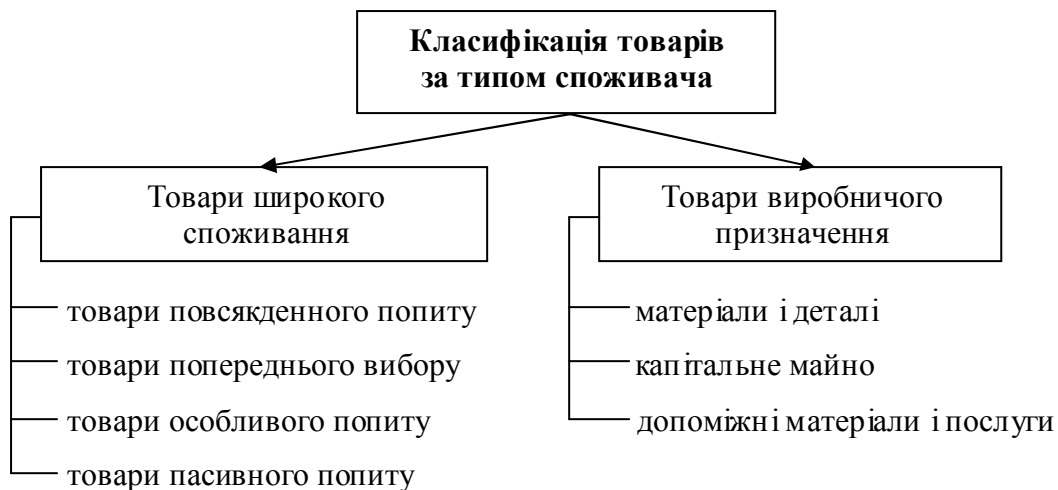 Класифікація товарів
за типом споживача
Товари широкого
споживання
товари повсякденного попиту
товари попереднього вибору
товари особливого попиту
товари пасивного попиту
Товари виробничого
призначення
матеріали і деталі
капітальне майно
допоміжні матеріали і послуги